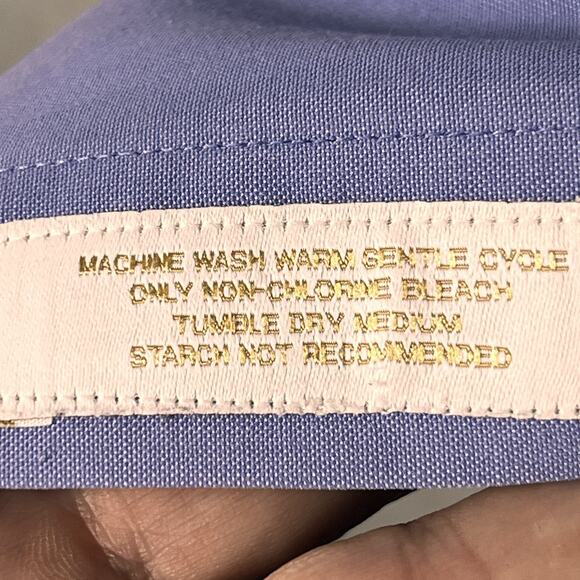 MACHINE WASH WARM GENTLE CYCLE
ONLY NON-CHLORINE BLEACH
TUMBLE DRY MEDIUM
STARCH NOT RECOMMENDED